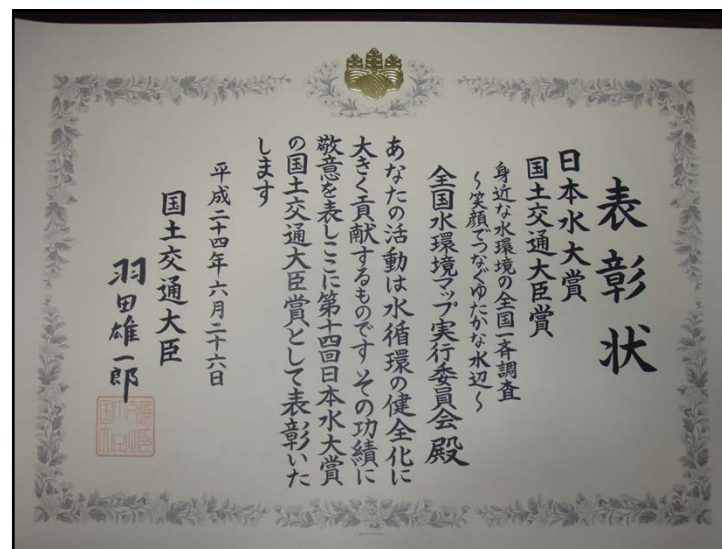 表彰状
日本水大賞
国土交通大臣賞
身近な水環境の全国一斉調査
～笑顔でつなぐゆたかな水辺～
全国水環境マップ実行委員会殿
あなたの活動は水循環の健全化に
大きく貢献するものです その功績に
敬意を表しここに第十四回日本水大賞
の国土交通大臣賞として表彰いた
します
平成二十四年六月二十六日
国土交通大臣
羽田雄一郎